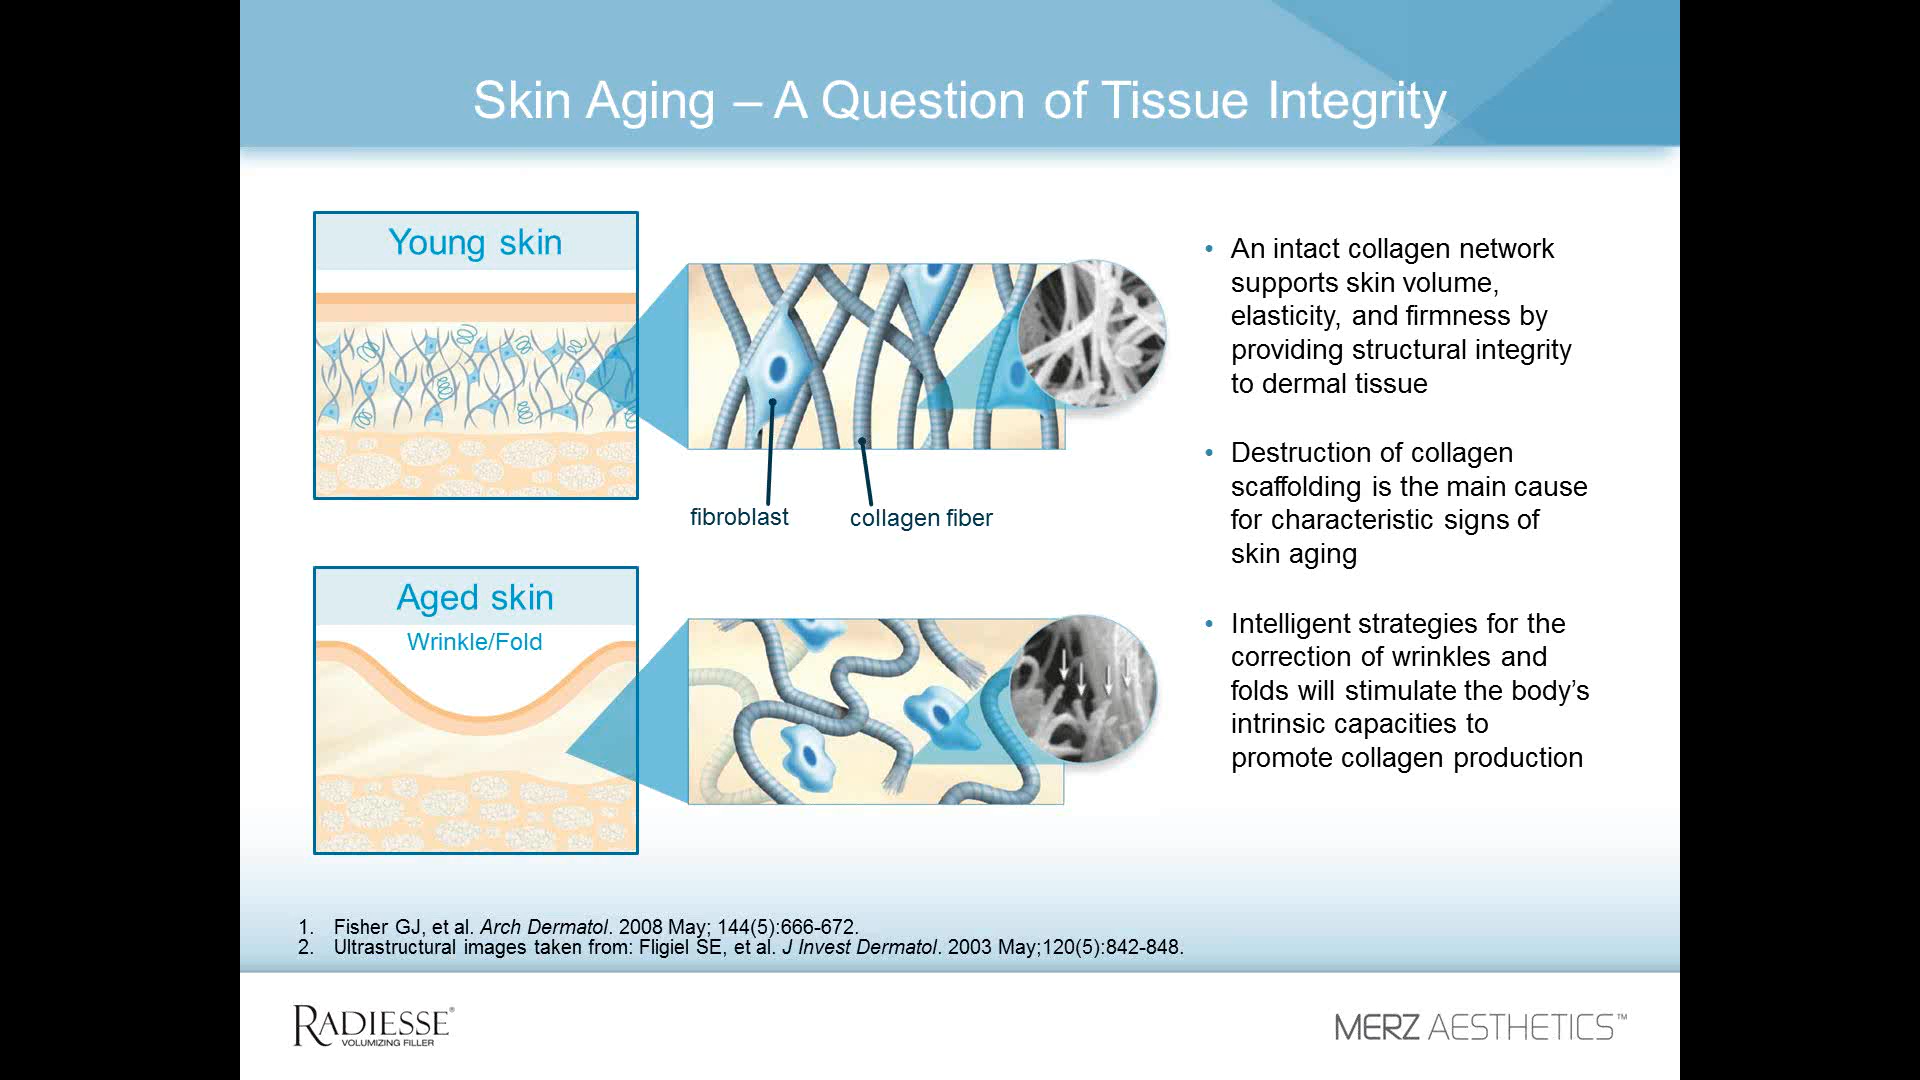 Skin Aging – A Question of Tissue Integrity
Young skin
fibroblast
collagen fiber
Aged skin
Wrinkle/Fold
• An intact collagen network
supports skin volume,
elasticity, and firmness by
providing structural integrity
to dermal tissue
• Destruction of collagen
scaffolding is the main cause
for characteristic signs of
skin aging
• Intelligent strategies for the
correction of wrinkles and
folds will stimulate the body’s
intrinsic capacities to
promote collagen production
1. Fisher GJ, et al. Arch Dermatol. 2008 May; 144(5):666-672.
2. Ultrastructural images taken from: Fligiel SE, et al. J Invest Dermatol. 2003 May;120(5):842-848.
RADIESSE®
VOLUMIZING FILLER
MERZ AESTHETICS™